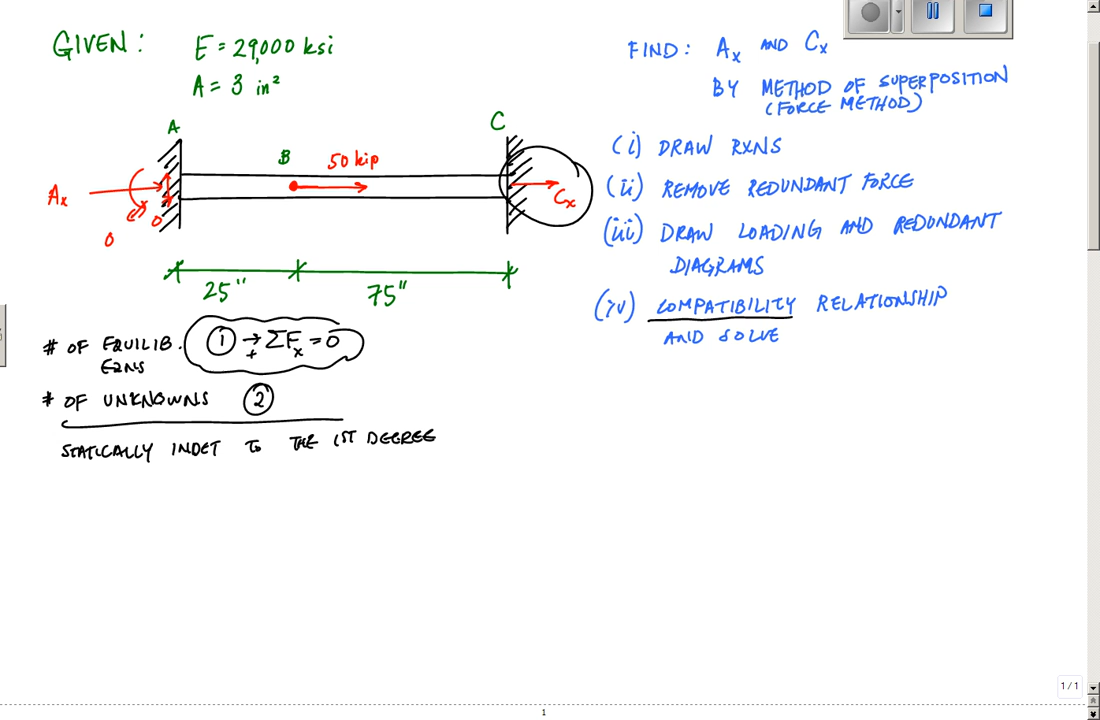 GIVEN: E = 29,000 ksi
A = 3 in²
A
B
C
50 kip
Ax
0
0
Cx
25"
75"
# OF EQUILIB. ① →+ ΣFx = 0
EQNS
# OF UNKNOWNS ②
STATICALLY INDET TO THE 1ST DEGREE
FIND: Ax AND Cx
BY METHOD OF SUPERPOSITION
(FORCE METHOD)
(i) DRAW RXNS
(ii) REMOVE REDUNDANT FORCE
(iii) DRAW LOADING AND REDONDANT
DIAGRAMS
(iv) COMPATIBILITY RELATIONSHIP
AND SOLVE
1 / 1
1